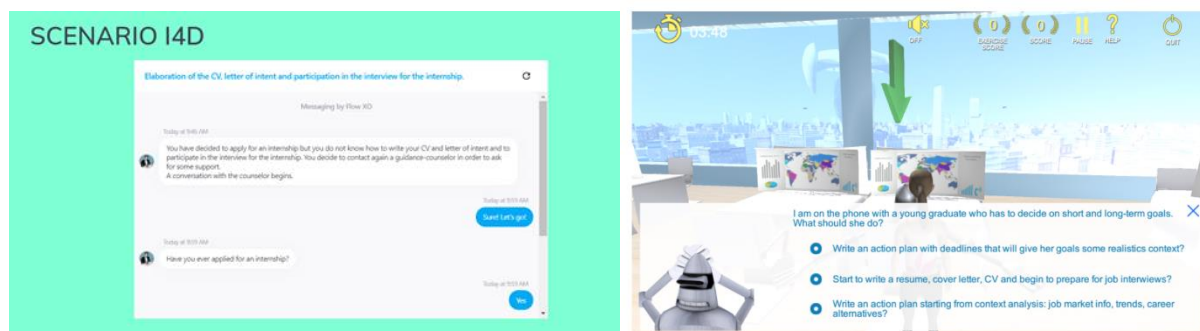 SCENARIO I4D
Elaboration of the CV, letter of intent and participation in the interview for the internship.
Messaging by Flow XO
Today at 9:46 AM
You have decided to apply for an internship but you do not know how to write your CV and letter of intent and to
participate in the interview for the internship. You decide to contact again a guidance-counselor in order to ask
for some support.
A conversation with the counselor begins.
Today at 9:59 AM
Sure! Let's go!
Today at 9:59 AM
Have you ever applied for an internship?
Today at 9:59 AM
Yes
03:48
OFF
0
EXERCISE
SCORE
0
SCORE
PAUSE
HELP
QUIT
I am on the phone with a young graduate who has to decide on short and long-term goals.
What should she do?
Write an action plan with deadlines that will give her goals some realistics context?
Start to write a resume, cover letter, CV and begin to prepare for job interwiews?
Write an action plan starting from context analysis: job market info, trends, career
alternatives?